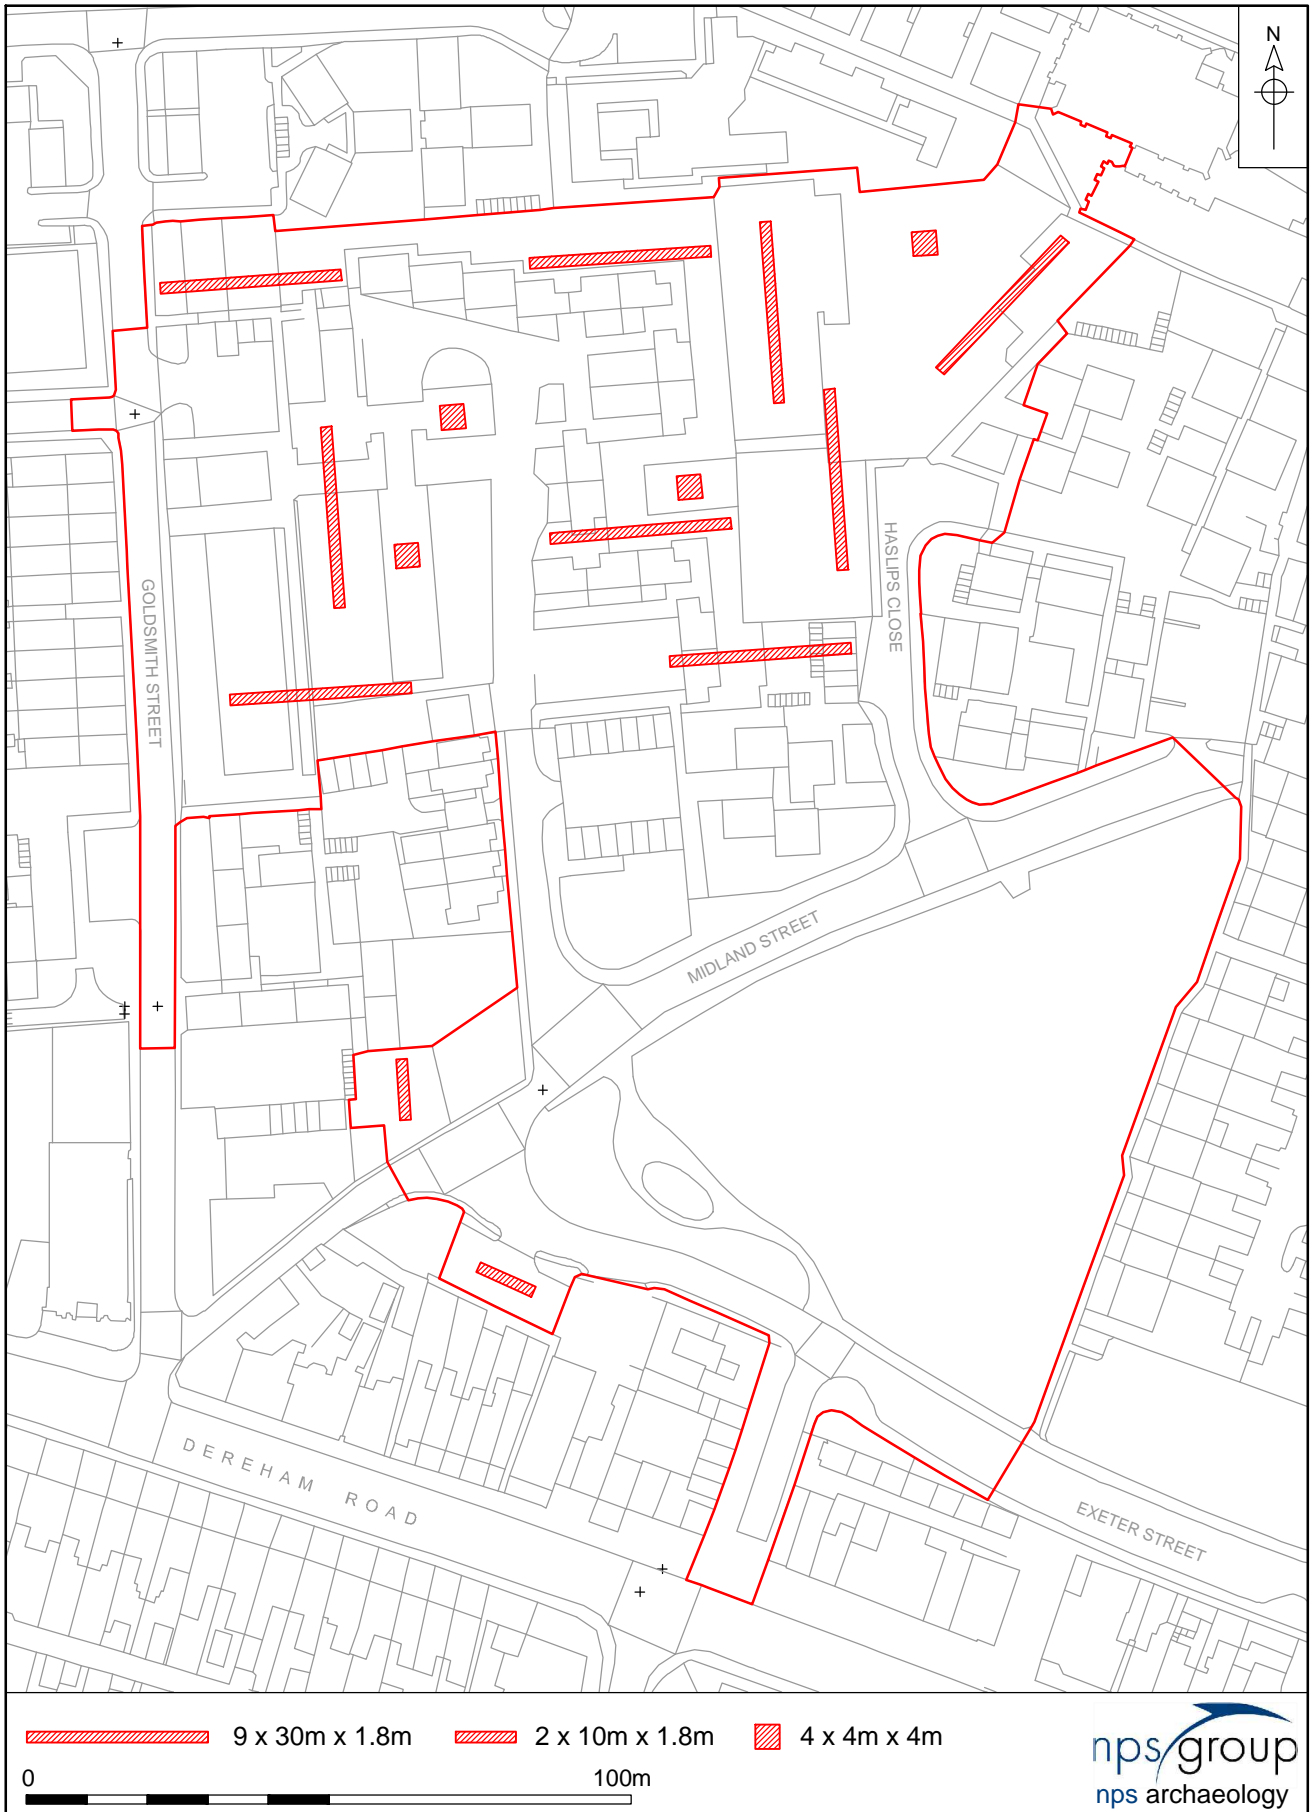 N
HASLIPS CLOSE
GOLDSMITH STREET
MIDLAND STREET
DEREHAM ROAD
EXETER STREET
9 x 30m x 1.8m
2 x 10m x 1.8m
4 x 4m x 4m
0
100m
nps group
nps archaeology